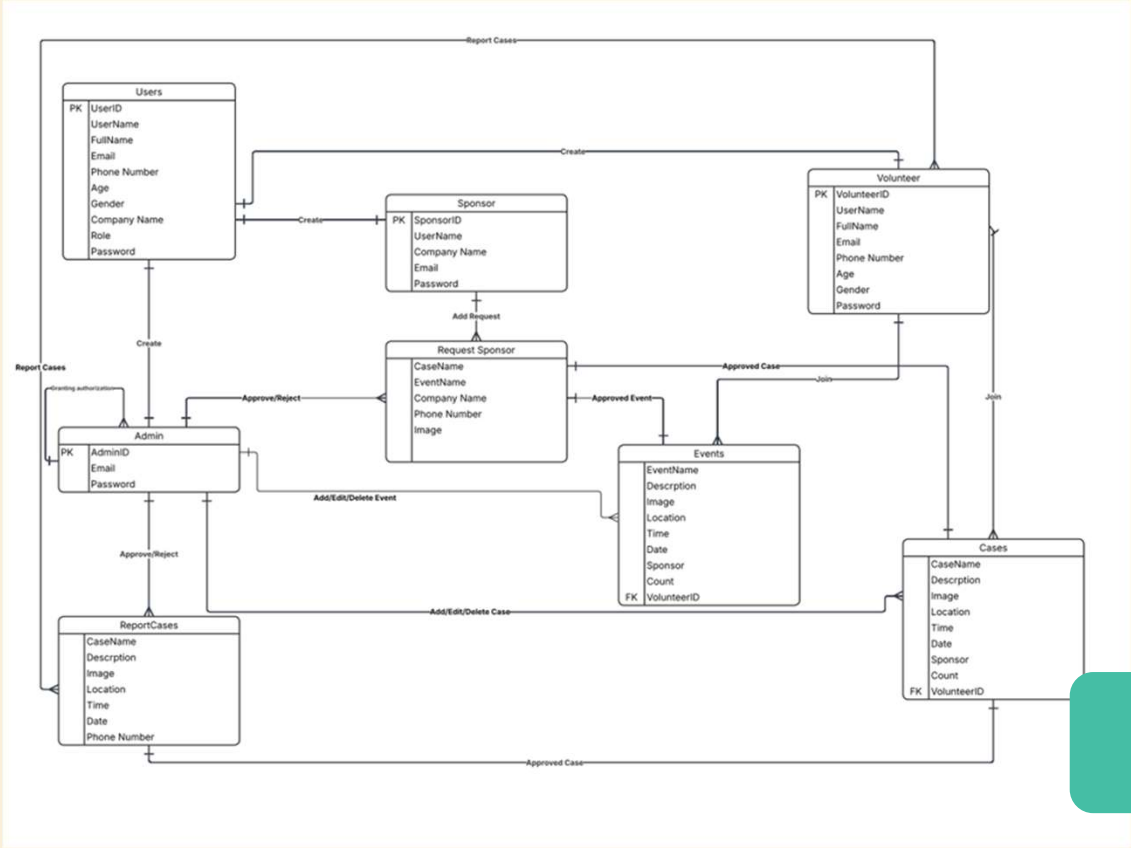 Report Cases
Users
PK UserID
UserName
FullName
Email
Phone Number
Age
Gender
Company Name
Role
Password
Create
Create
Sponsor
PK SponsorID
UserName
Company Name
Email
Password
Volunteer
PK VolunteerID
UserName
FullName
Email
Phone Number
Age
Gender
Password
Add Request
Create
Request Sponsor
CaseName
EventName
Company Name
Phone Number
Image
Report Cases
Granting authorization
Approve/Reject
Approved Case
Join
Approved Event
Join
Admin
PK AdminID
Email
Password
Add/Edit/Delete Event
Events
EventName
Descrption
Image
Location
Time
Date
Sponsor
Count
FK VolunteerID
Approve/Reject
Add/Edit/Delete Case
Cases
CaseName
Descrption
Image
Location
Time
Date
Sponsor
Count
FK VolunteerID
ReportCases
CaseName
Descrption
Image
Location
Time
Date
Phone Number
Approved Case